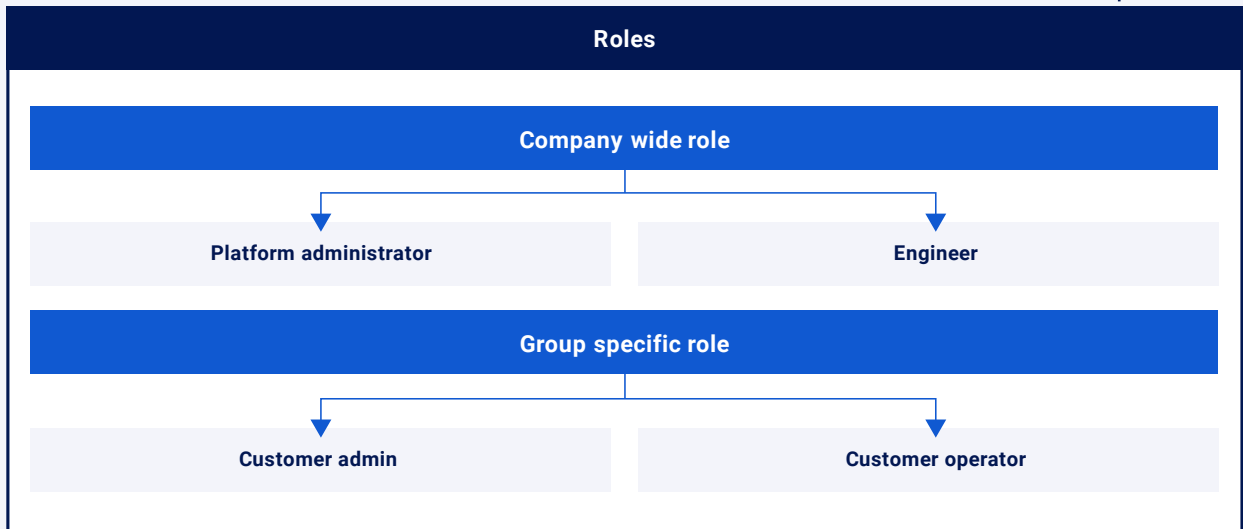 Roles
Company wide role
Platform administrator
Engineer
Group specific role
Customer admin
Customer operator